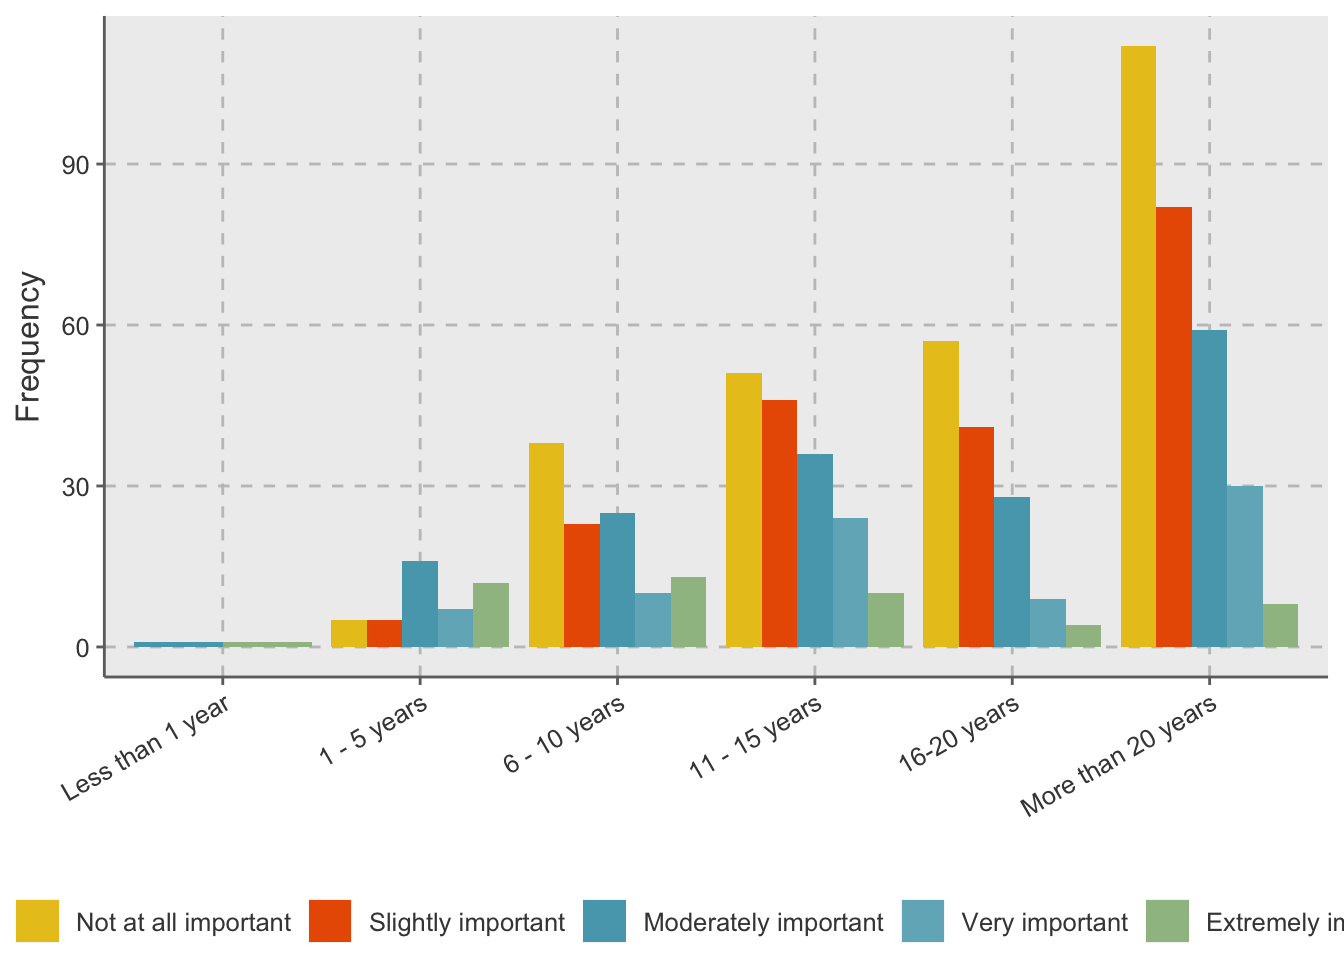 Frequency
90
60
30
0
Less than 1 year
1 - 5 years
6 - 10 years
11 - 15 years
16-20 years
More than 20 years
Not at all important Slightly important Moderately important Very important Extremely